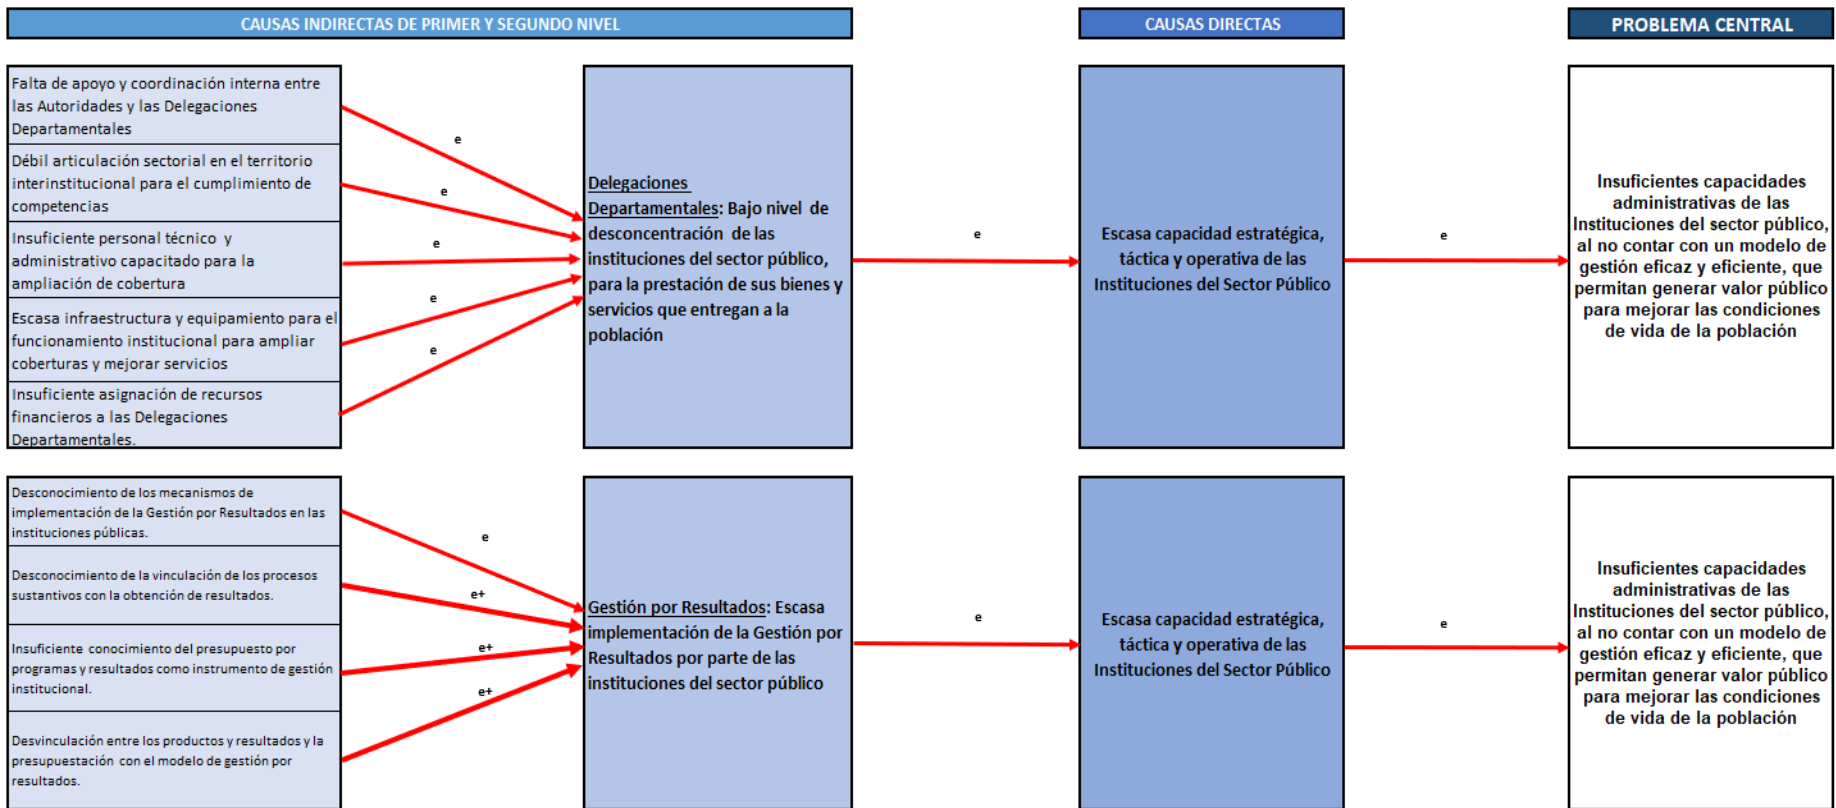 CAUSAS INDIRECTAS DE PRIMER Y SEGUNDO NIVEL
CAUSAS DIRECTAS
PROBLEMA CENTRAL
Falta de apoyo y coordinación interna entre
las Autoridades y las Delegaciones
Departamentales
Débil articulación sectorial en el territorio
interinstitucional para el cumplimiento de
competencias
Insuficiente personal técnico y
administrativo capacitado para la
ampliación de cobertura
Escasa infraestructura y equipamiento para el
funcionamiento institucional para ampliar
coberturas y mejorar servicios
Insuficiente asignación de recursos
financieros a las Delegaciones
Departamentales.
e
e
e
e
e
Delegaciones
Departamentales: Bajo nivel de
desconcentración de las
instituciones del sector público,
para la prestación de sus bienes y
servicios que entregan a la
población
e
Escasa capacidad estratégica,
táctica y operativa de las
Instituciones del Sector Público
e
Insuficientes capacidades
administrativas de las
Instituciones del sector público,
al no contar con un modelo de
gestión eficaz y eficiente, que
permitan generar valor público
para mejorar las condiciones
de vida de la población
Desconocimiento de los mecanismos de
implementación de la Gestión por Resultados en las
instituciones públicas.
Desconocimiento de la vinculación de los procesos
sustantivos con la obtención de resultados.
Insuficiente conocimiento del presupuesto por
programas y resultados como instrumento de gestión
institucional.
Desvinculación entre los productos y resultados y la
presupuestación con el modelo de gestión por
resultados.
e
e+
e+
e+
Gestión por Resultados: Escasa
implementación de la Gestión por
Resultados por parte de las
instituciones del sector público
e
Escasa capacidad estratégica,
táctica y operativa de las
Instituciones del Sector Público
e
Insuficientes capacidades
administrativas de las
Instituciones del sector público,
al no contar con un modelo de
gestión eficaz y eficiente, que
permitan generar valor público
para mejorar las condiciones
de vida de la población